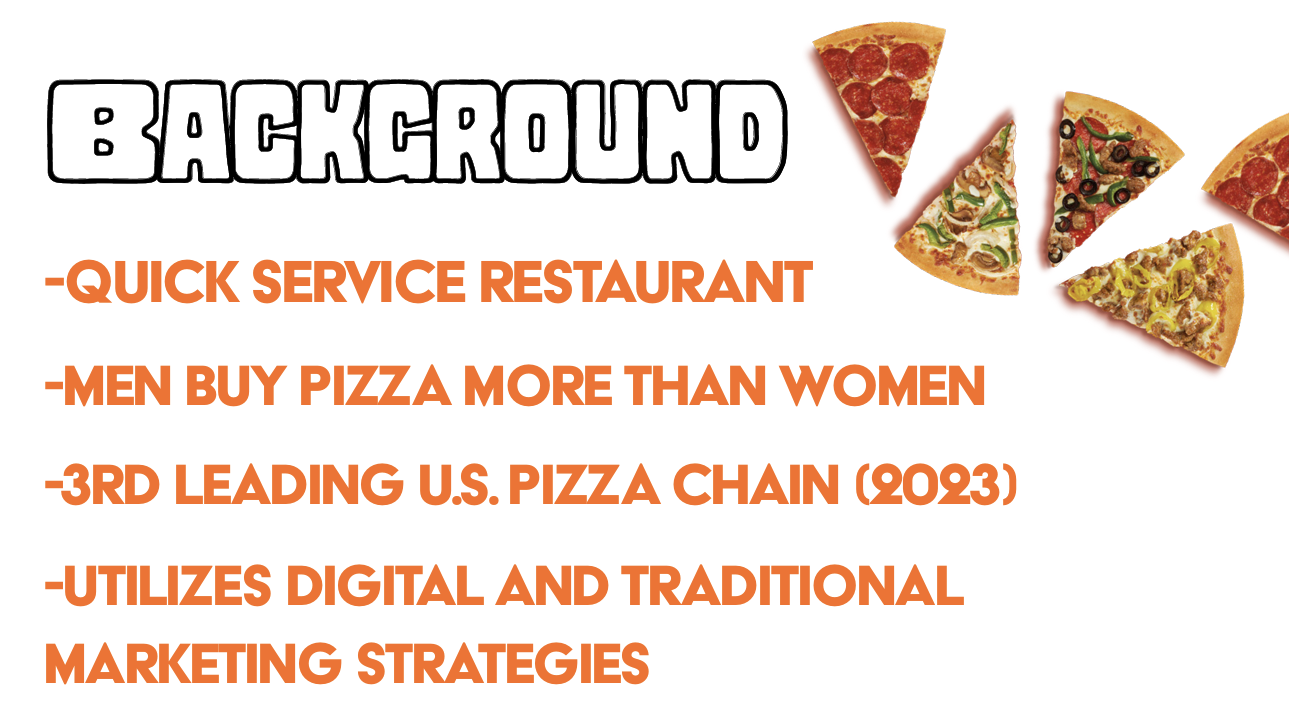 BACKGROUND
-QUICK SERVICE RESTAURANT
-MEN BUY PIZZA MORE THAN WOMEN
-3RD LEADING U.S. PIZZA CHAIN (2023)
-UTILIZES DIGITAL AND TRADITIONAL
MARKETING STRATEGIES